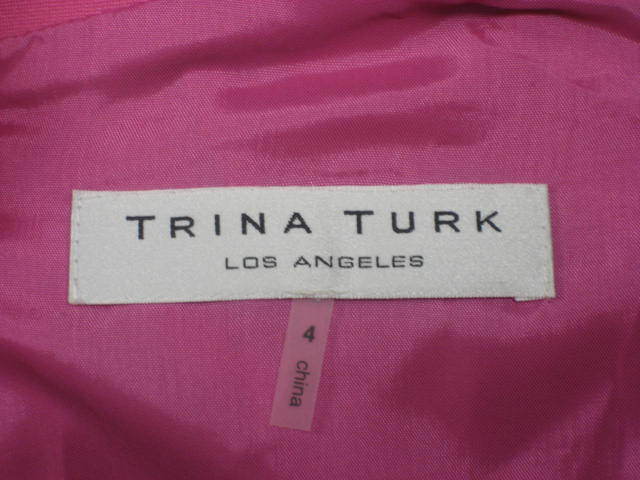 TRINA TURK
LOS ANGELES
4
china